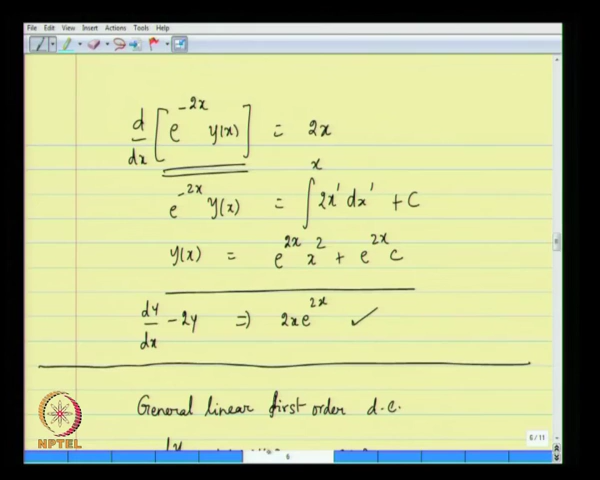 File Edit View Insert Actions Tools Help
d/dx [e^{-2x} y(x)] = 2x
e^{-2x} y(x) = ∫^x 2x' dx' + C
y(x) = e^{2x} x^2 + e^{2x} c
dy/dx - 2y ⇒ 2x e^{2x} ✓
General linear first order d.e.
NPTEL
6/11
6